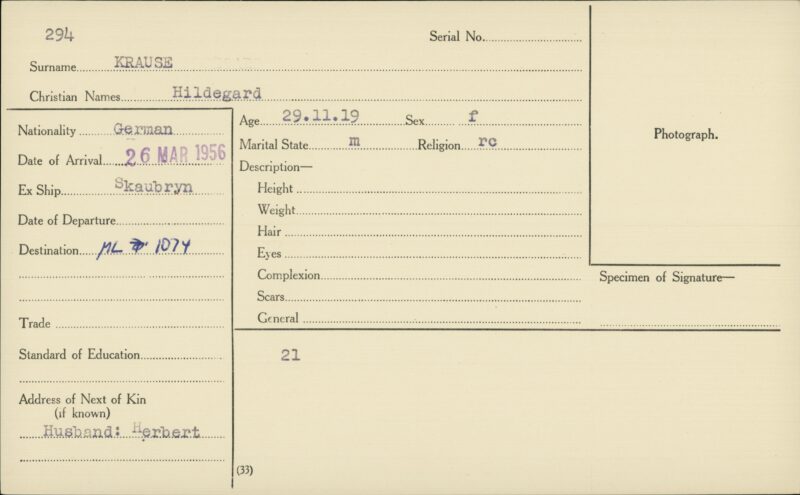 294
Serial No.
Surname KRAUSE
Christian Names Hildegard
Nationality German
Date of Arrival 26 MAR 1956
Ex Ship Skaubryn
Date of Departure
Destination ML 1074
Trade
Standard of Education
Address of Next of Kin
(if known)
Husband: Herbert
Age 29.11.19 Sex f
Marital State m Religion rc
Description—
Height
Weight
Hair
Eyes
Complexion
Scars
General
21
(33)
Photograph.
Specimen of Signature—